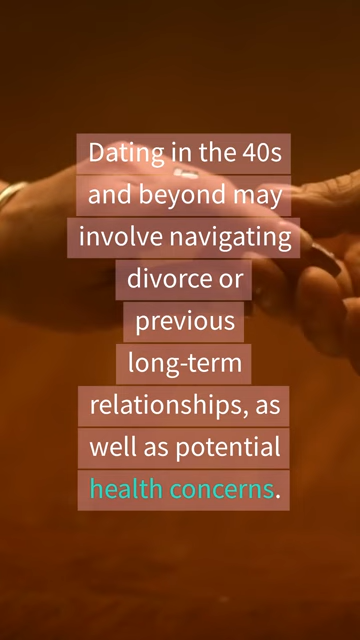 Dating in the 40s
and beyond may
involve navigating
divorce or
previous
long-term
relationships, as
well as potential
health concerns.